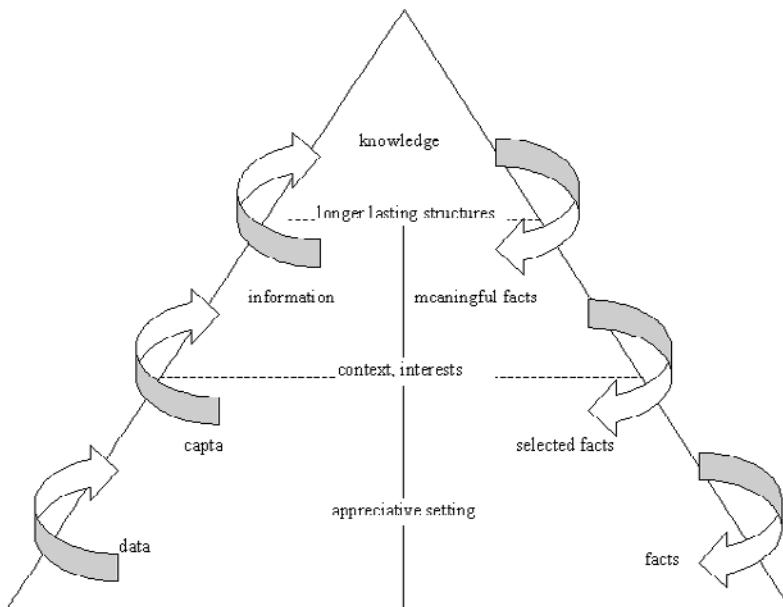 knowledge
longer lasting structures
information
meaningful facts
context, interests
capta
selected facts
appreciative setting
data
facts